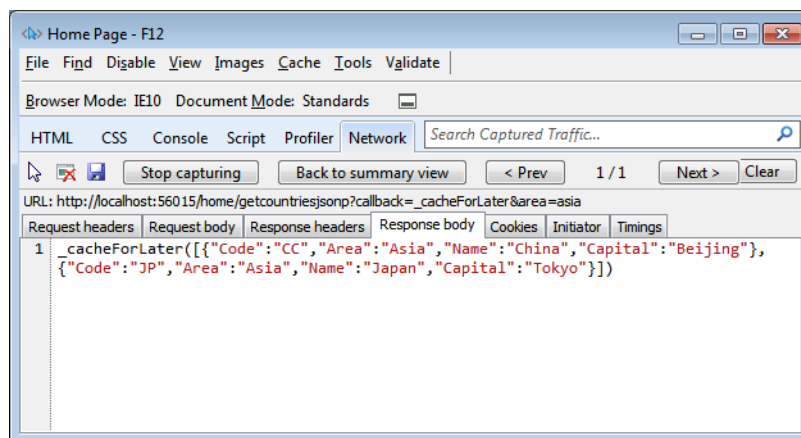 Home Page - F12
File Find Disable View Images Cache Tools Validate
Browser Mode: IE10 Document Mode: Standards
HTML CSS Console Script Profiler Network Search Captured Traffic...
Stop capturing Back to summary view < Prev 1 / 1 Next > Clear
URL: http://localhost:56015/home/getcountriesjsonp?callback=_cacheForLater&area=asia
Request headers Request body Response headers Response body Cookies Initiator Timings
1 _cacheForLater([{"Code":"CC","Area":"Asia","Name":"China","Capital":"Beijing"},
{"Code":"JP","Area":"Asia","Name":"Japan","Capital":"Tokyo"}])